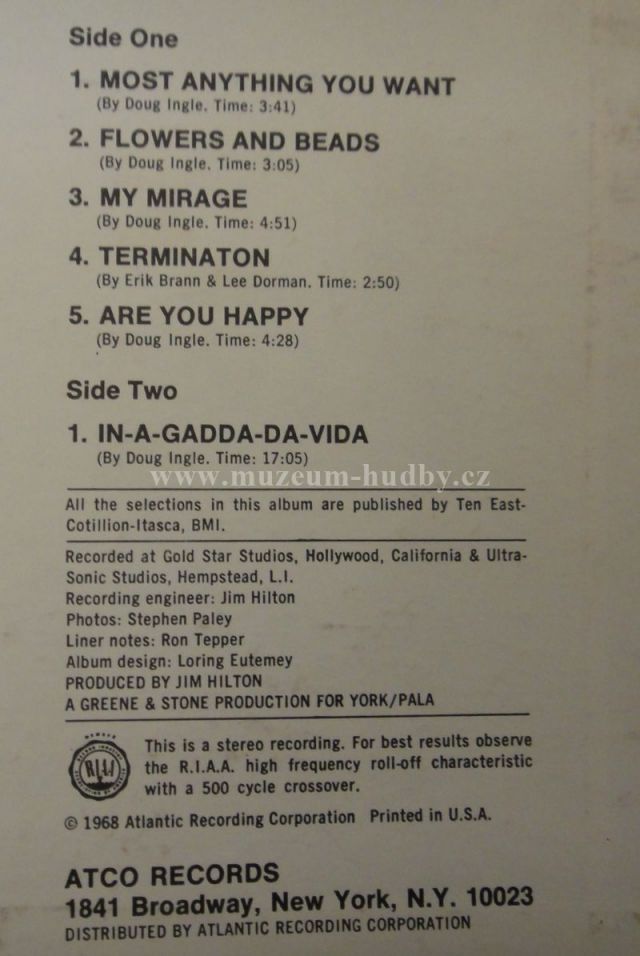 Side One
1. MOST ANYTHING YOU WANT
(By Doug Ingle. Time: 3:41)
2. FLOWERS AND BEADS
(By Doug Ingle. Time: 3:05)
3. MY MIRAGE
(By Doug Ingle. Time: 4:51)
4. TERMINATON
(By Erik Brann & Lee Dorman. Time: 2:50)
5. ARE YOU HAPPY
(By Doug Ingle. Time: 4:28)
Side Two
1. IN-A-GADDA-DA-VIDA
(By Doug Ingle. Time: 17:05)
www.muzeum-hudby.cz
All the selections in this album are published by Ten East-
Cotillion-Itasca, BMI.
Recorded at Gold Star Studios, Hollywood, California & Ultra-
Sonic Studios, Hempstead, L.I.
Recording engineer: Jim Hilton
Photos: Stephen Paley
Liner notes: Ron Tepper
Album design: Loring Eutemey
PRODUCED BY JIM HILTON
A GREENE & STONE PRODUCTION FOR YORK/PALA
This is a stereo recording. For best results observe
the R.I.A.A. high frequency roll-off characteristic
with a 500 cycle crossover.
© 1968 Atlantic Recording Corporation Printed in U.S.A.
ATCO RECORDS
1841 Broadway, New York, N.Y. 10023
DISTRIBUTED BY ATLANTIC RECORDING CORPORATION